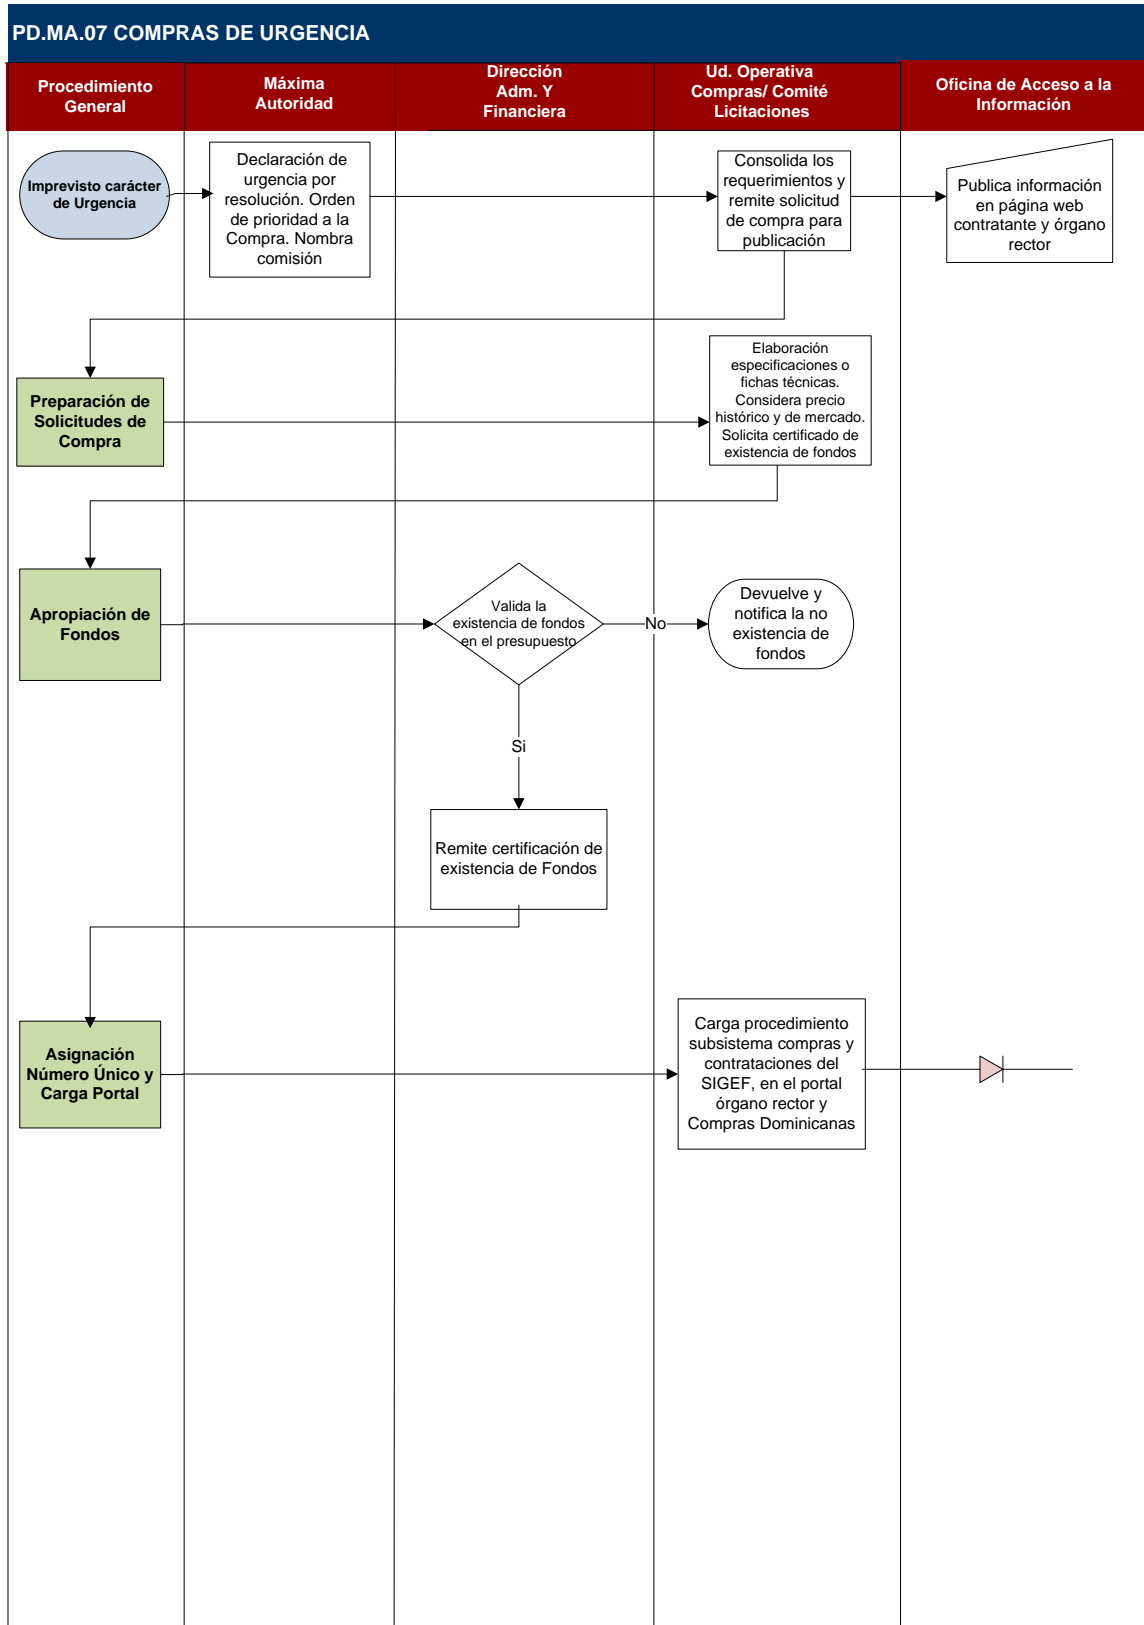 PD.MA.07 COMPRAS DE URGENCIA
Procedimiento
General
Máxima
Autoridad
Dirección
Adm. Y
Financiera
Ud. Operativa
Compras/ Comité
Licitaciones
Oficina de Acceso a la
Información
Imprevisto carácter
de Urgencia
Declaración de
urgencia por
resolución. Orden
de prioridad a la
Compra. Nombra
comisión
Consolida los
requerimientos y
remite solicitud
de compra para
publicación
Publica información
en página web
contratante y órgano
rector
Preparación de
Solicitudes de
Compra
Elaboración
especificaciones o
fichas técnicas.
Considera precio
histórico y de mercado.
Solicita certificado de
existencia de fondos
Apropiación de
Fondos
Valida la
existencia de fondos
en el presupuesto
No
Devuelve y
notifica la no
existencia de
fondos
Si
Remite certificación de
existencia de Fondos
Asignación
Número Único y
Carga Portal
Carga procedimiento
subsistema compras y
contrataciones del
SIGEF, en el portal
órgano rector y
Compras Dominicanas